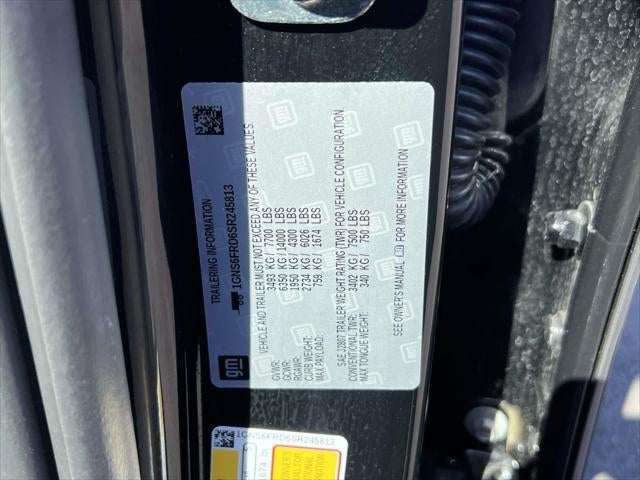 TRAILERING INFORMATION
1GNS6FRD6SR245813
VEHICLE AND TRAILER MUST NOT EXCEED ANY OF THESE VALUES
GVWR: 3493 KG / 7700 LBS
GCWR: 6350 KG / 14000 LBS
RGAWR: 1950 KG / 4300 LBS
CURB WEIGHT: 2734 KG / 6026 LBS
MAX PAYLOAD: 759 KG / 1674 LBS
SAE J2807 TRAILER WEIGHT RATING (TWR) FOR VEHICLE CONFIGURATION
CONVENTIONAL TWR: 3402 KG / 7500 LBS
MAX TONGUE WEIGHT: 340 KG / 750 LBS
SEE OWNER'S MANUAL FOR MORE INFORMATION
gm
1GNS6FRD6SR245813